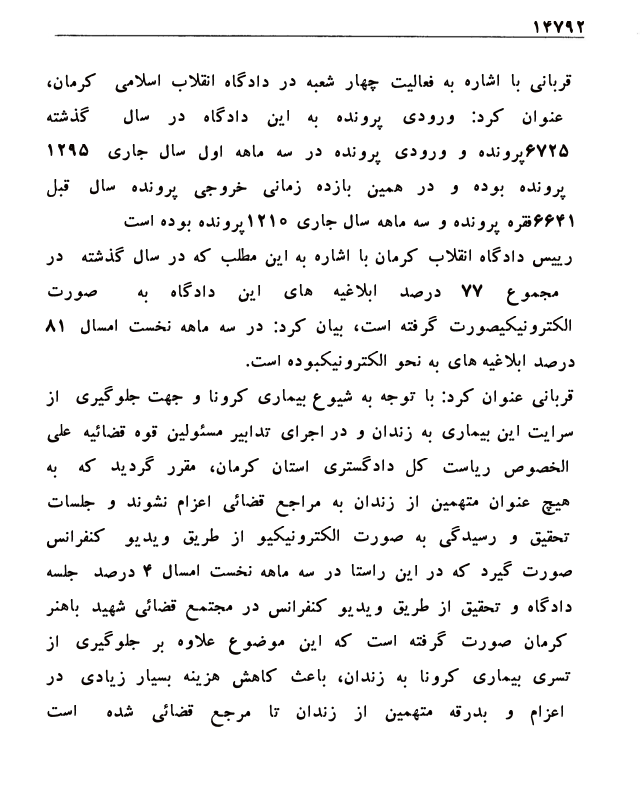 ۱۴۷۹۲
قربانی با اشاره به فعالیت چهار شعبه در دادگاه انقلاب اسلامی کرمان،
عنوان کرد: ورودی پرونده به این دادگاه در سال گذشته
۶۷۲۵پرونده و ورودی پرونده در سه ماهه اول سال جاری ۱۲۹۵
پرونده بوده و در همین بازده زمانی خروجی پرونده سال قبل
۶۶۴۱فقره پرونده و سه ماهه سال جاری ۱۲۱۰پرونده بوده است
رییس دادگاه انقلاب کرمان با اشاره به این مطلب که در سال گذشته در
مجموع ۷۷ درصد ابلاغیه های این دادگاه به صورت
الکترونیکیصورت گرفته است، بیان کرد: در سه ماهه نخست امسال ۸۱
درصد ابلاغیه های به نحو الکترونیکبوده است.
قربانی عنوان کرد: با توجه به شیوع بیماری کرونا و جهت جلوگیری از
سرایت این بیماری به زندان و در اجرای تدابیر مسئولین قوه قضائیه علی
الخصوص ریاست کل دادگستری استان کرمان، مقرر گردید که به
هیچ عنوان متهمین از زندان به مراجع قضائی اعزام نشوند و جلسات
تحقیق و رسیدگی به صورت الکترونیکیو از طریق ویدیو کنفرانس
صورت گیرد که در این راستا در سه ماهه نخست امسال ۴ درصد جلسه
دادگاه و تحقیق از طریق ویدیو کنفرانس در مجتمع قضائی شهید باهنر
کرمان صورت گرفته است که این موضوع علاوه بر جلوگیری از
تسری بیماری کرونا به زندان، باعث کاهش هزینه بسیار زیادی در
اعزام و بدرقه متهمین از زندان تا مرجع قضائی شده است